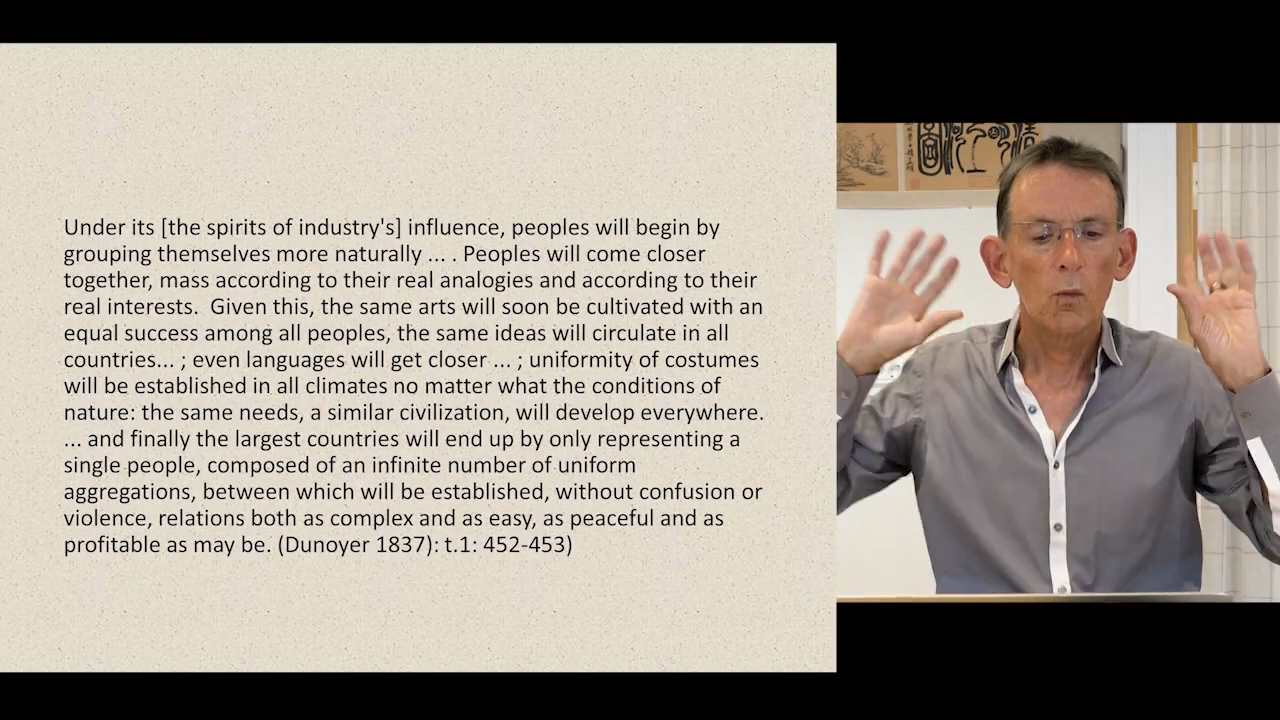 Under its [the spirits of industry's] influence, peoples will begin by
grouping themselves more naturally ... . Peoples will come closer
together, mass according to their real analogies and according to their
real interests.  Given this, the same arts will soon be cultivated with an
equal success among all peoples, the same ideas will circulate in all
countries... ; even languages will get closer ... ; uniformity of costumes
will be established in all climates no matter what the conditions of
nature: the same needs, a similar civilization, will develop everywhere.
... and finally the largest countries will end up by only representing a
single people, composed of an infinite number of uniform
aggregations, between which will be established, without confusion or
violence, relations both as complex and as easy, as peaceful and as
profitable as may be. (Dunoyer 1837): t.1: 452-453)